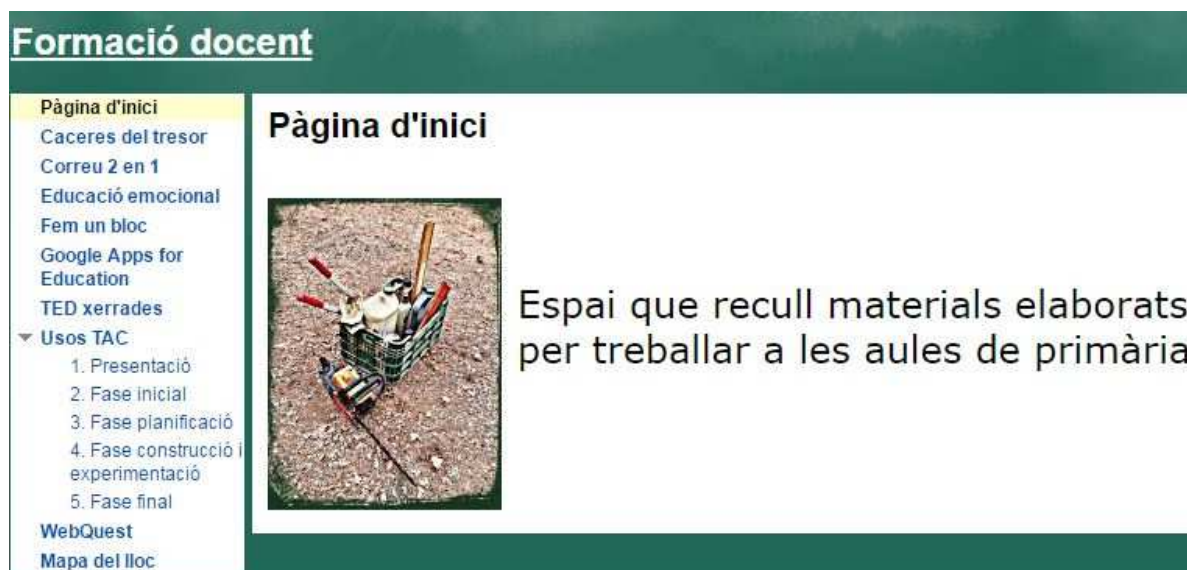 Formació docent
Pàgina d'inici
Caceres del tresor
Correu 2 en 1
Educació emocional
Fem un bloc
Google Apps for
Education
TED xerrades
Usos TAC
1. Presentació
2. Fase inicial
3. Fase planificació
4. Fase construcció i
experimentació
5. Fase final
WebQuest
Mapa del lloc
Pàgina d'inici
Espai que recull materials elaborats
per treballar a les aules de primària